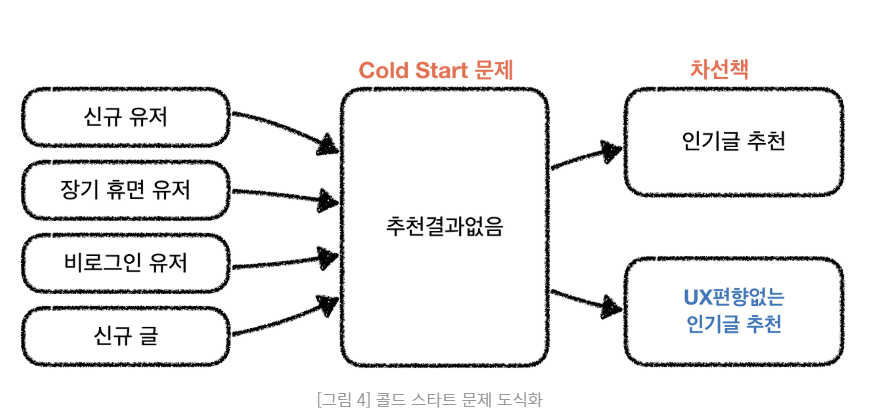 Cold Start 문제
차선책
신규 유저
장기 휴면 유저
비로그인 유저
신규 글
추천결과없음
인기글 추천
UX편향없는
인기글 추천
[그림 4] 콜드 스타트 문제 도식화